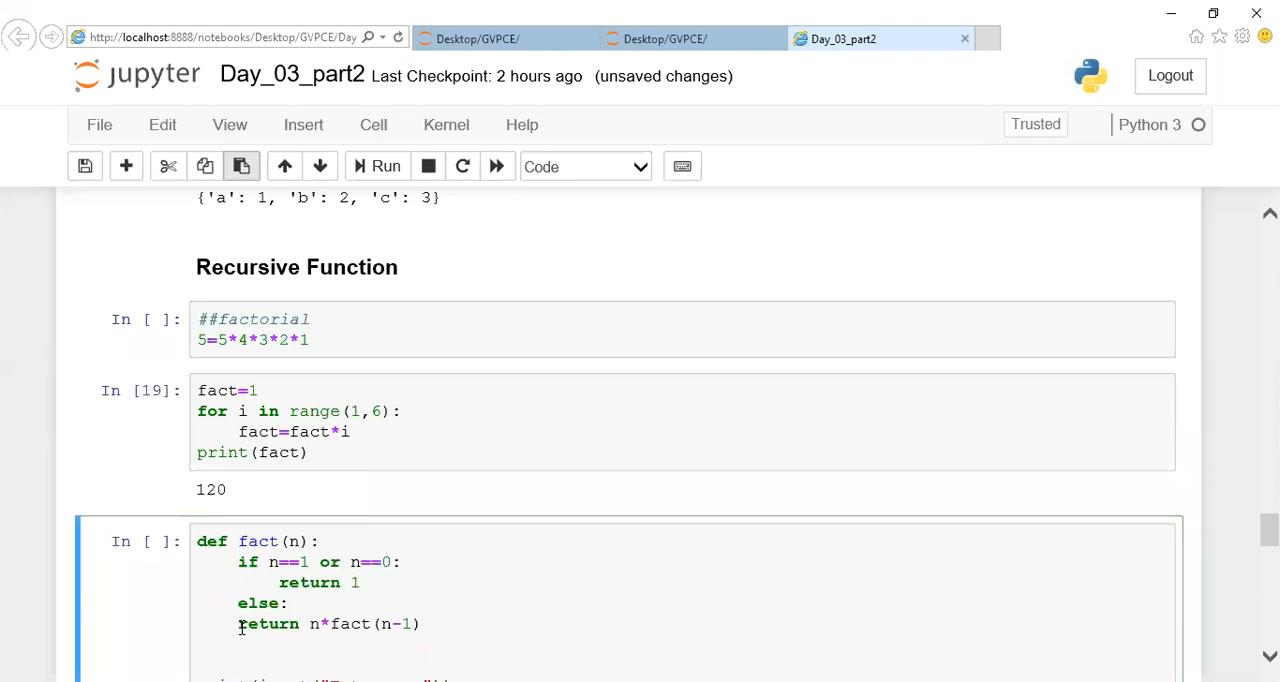 http://localhost:8888/notebooks/Desktop/GVPCE/Day
Desktop/GVPCE/
Desktop/GVPCE/
Day_03_part2
jupyter Day_03_part2 Last Checkpoint: 2 hours ago (unsaved changes)
Logout
File Edit View Insert Cell Kernel Help
Trusted
Python 3
Run
Code
{'a': 1, 'b': 2, 'c': 3}
Recursive Function
In [ ]: ##factorial
5=5*4*3*2*1
In [19]: fact=1
for i in range(1,6):
fact=fact*i
print(fact)
120
In [ ]: def fact(n):
if n==1 or n==0:
return 1
else:
return n*fact(n-1)